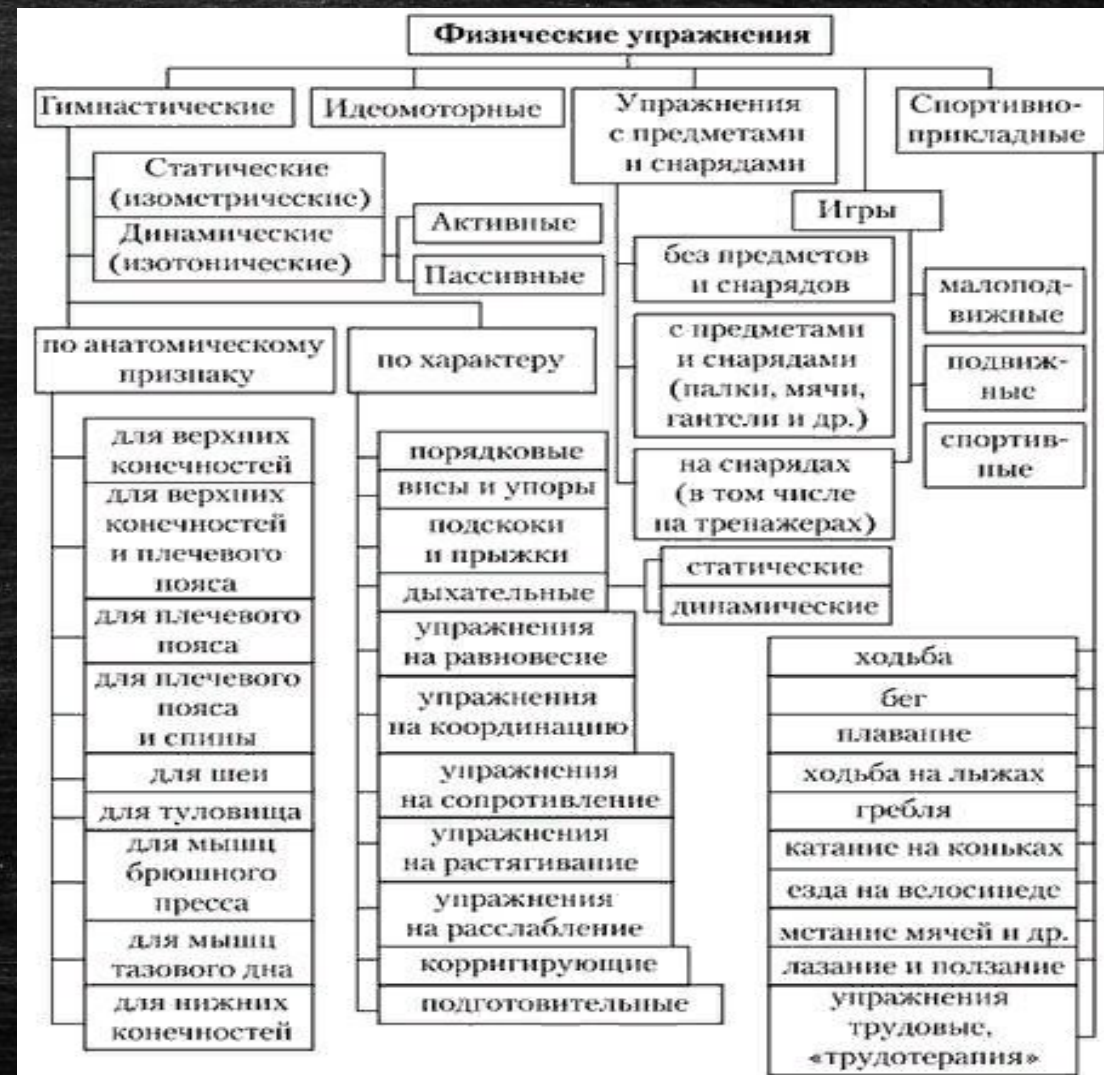 Физические упражнения
Гимнастические
Идеомоторные
Упражнения
с предметами
и снарядами
Спортивно-
прикладные
Игры
Статические
(изометрические)
Динамические
(изотонические)
Активные
Пассивные
без предметов
и снарядов
с предметами
и снарядами
(палки, мячи,
гантели и др.)
на снарядах
(в том числе
на тренажерах)
малопод-
вижные
подвиж-
ные
спортив-
ные
по анатомическому
признаку
по характеру
для верхних
конечностей
для верхних
конечностей
и плечевого
пояса
для плечевого
пояса
для плечевого
пояса
и спины
для шеи
для туловища
для мышц
брюшного
пресса
для мышц
тазового дна
для нижних
конечностей
порядковые
висы и упоры
подскоки
и прыжки
дыхательные
статические
динамические
упражнения
на равновесие
упражнения
на координацию
упражнения
на сопротивление
упражнения
на растягивание
упражнения
на расслабление
корригирующие
подготовительные
ходьба
бег
плавание
ходьба на лыжах
гребля
катание на коньках
езда на велосипеде
метание мячей и др.
лазание и ползание
упражнения
трудовые,
«трудотерапия»